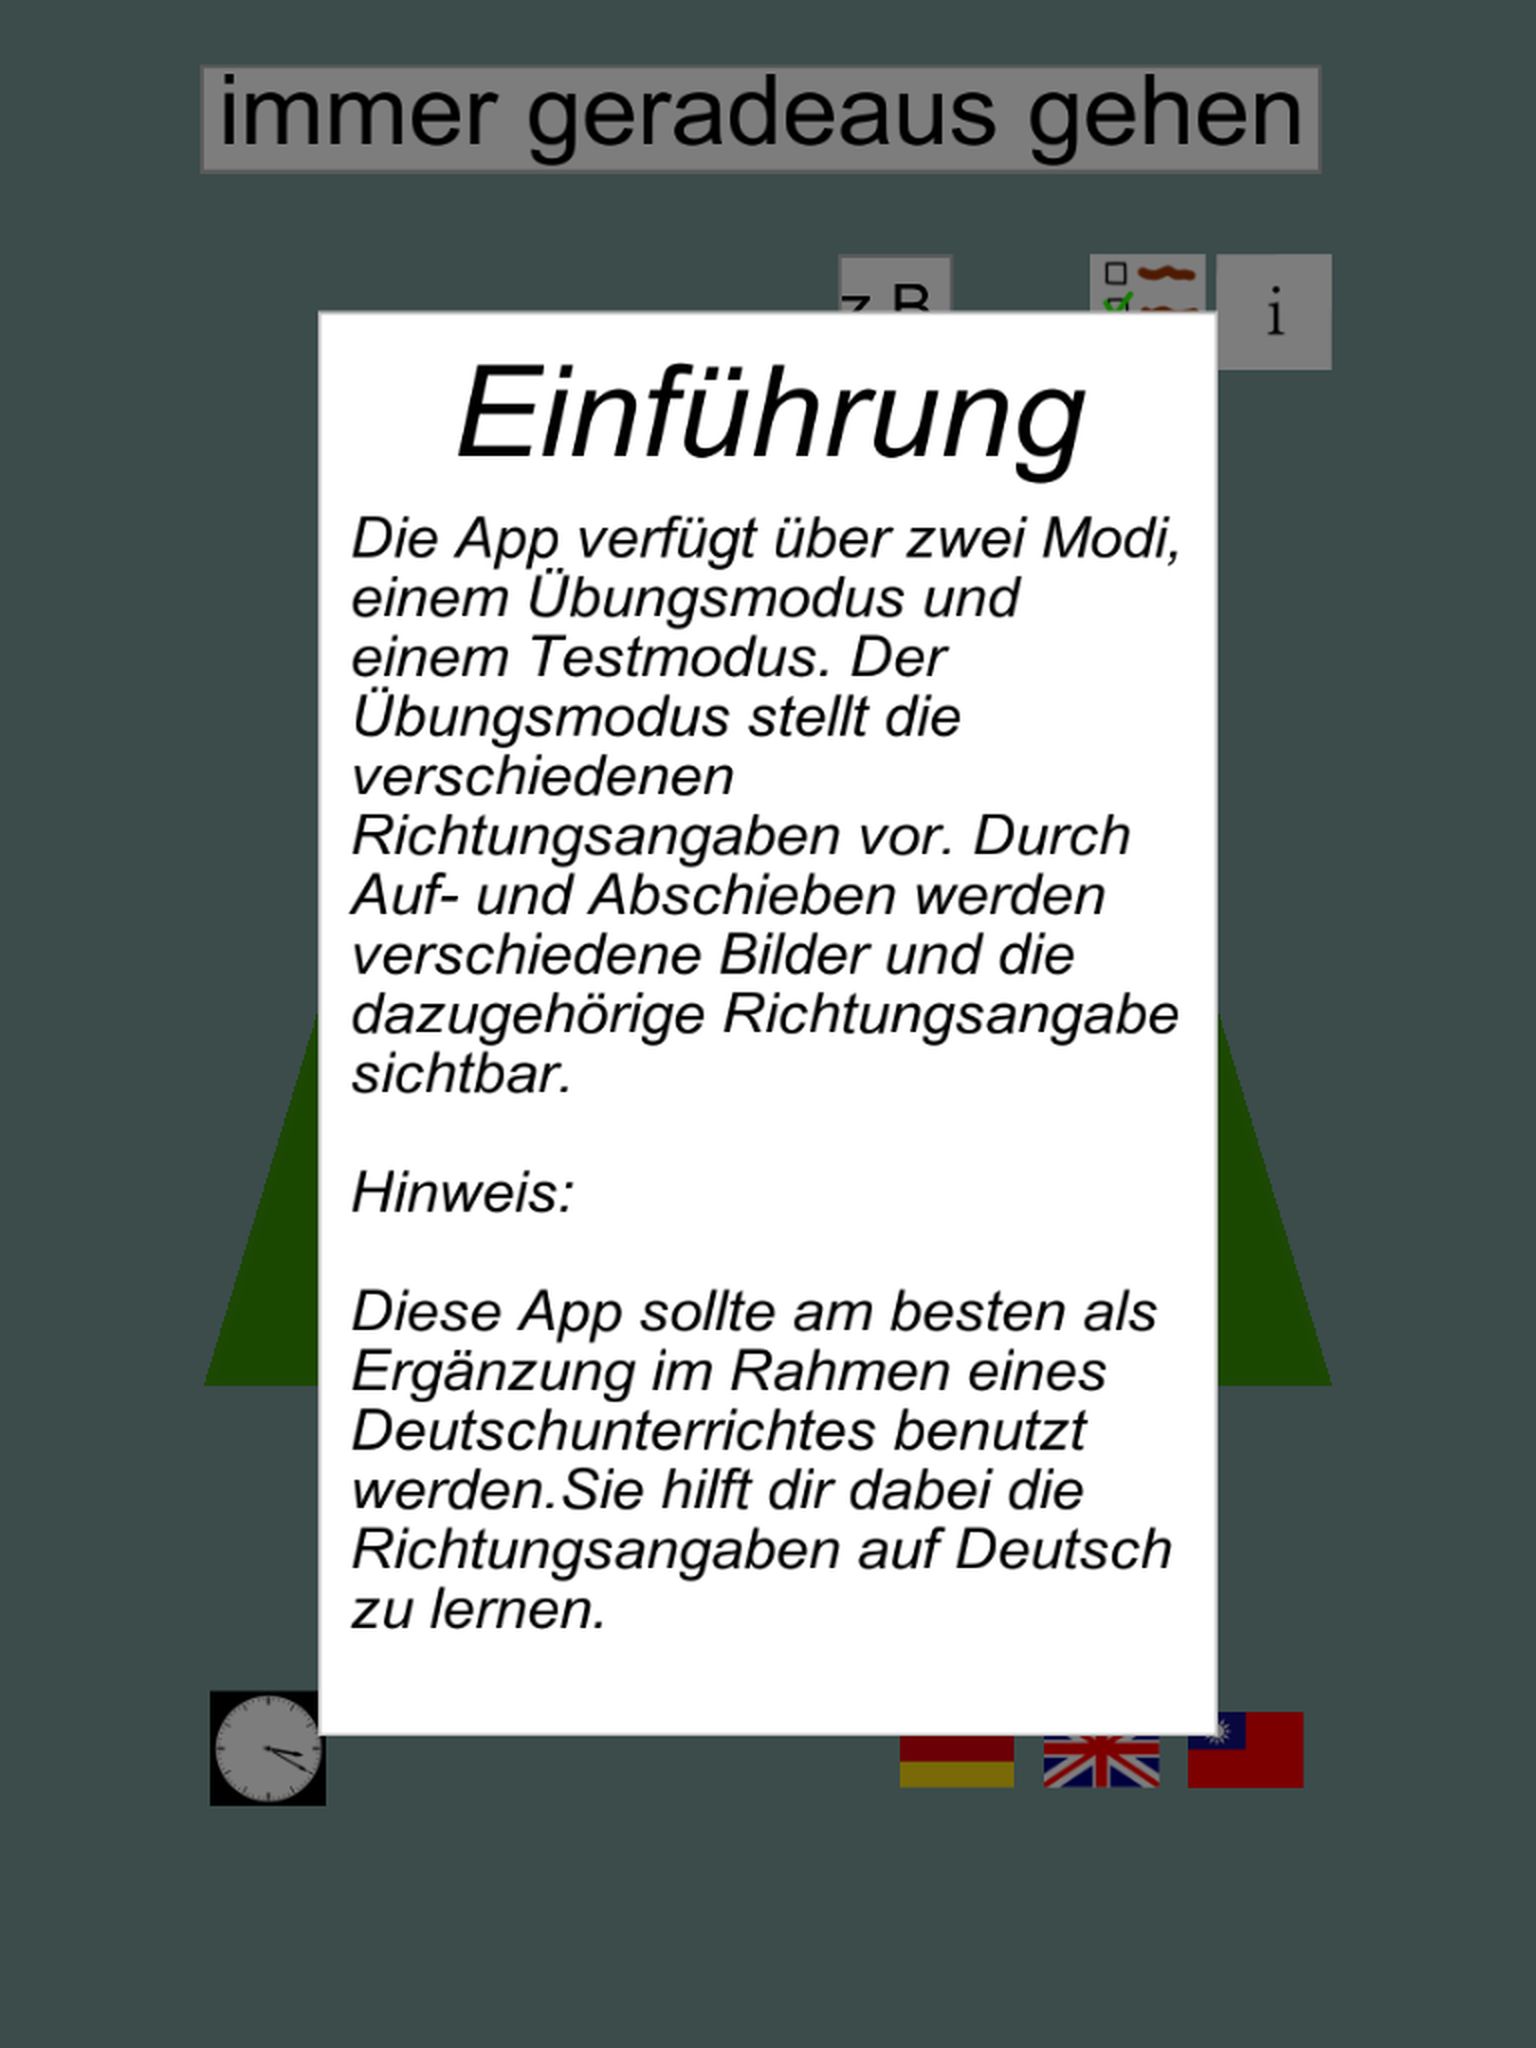 immer geradeaus gehen
z.B.
i
Einführung
Die App verfügt über zwei Modi,
einem Übungsmodus und
einem Testmodus. Der
Übungsmodus stellt die
verschiedenen
Richtungsangaben vor. Durch
Auf- und Abschieben werden
verschiedene Bilder und die
dazugehörige Richtungsangabe
sichtbar.
Hinweis:
Diese App sollte am besten als
Ergänzung im Rahmen eines
Deutschunterrichtes benutzt
werden.Sie hilft dir dabei die
Richtungsangaben auf Deutsch
zu lernen.